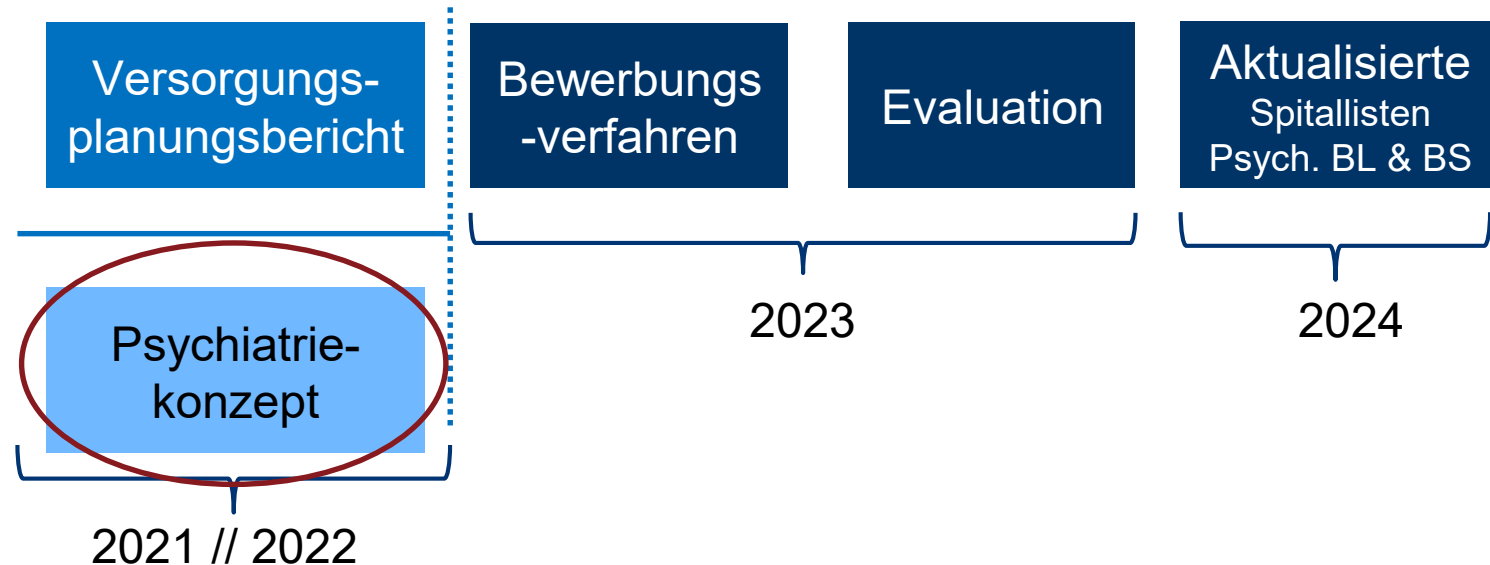 Versorgungs-
planungsbericht
Bewerbungs
-verfahren
Evaluation
Aktualisierte
Spitallisten
Psych. BL & BS
Psychiatrie-
konzept
2023
2024
2021 // 2022